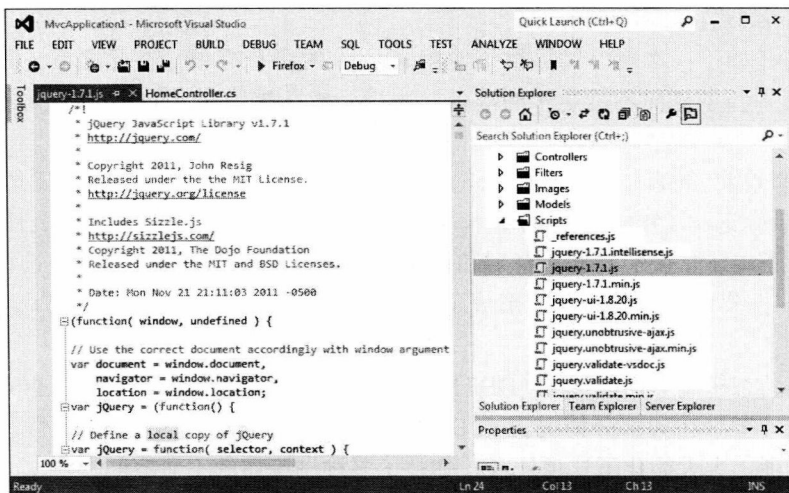 MvcApplication1 - Microsoft Visual Studio
Quick Launch (Ctrl+Q)
FILE EDIT VIEW PROJECT BUILD DEBUG TEAM SQL TOOLS TEST ANALYZE WINDOW HELP
Firefox Debug
Toolbox
jquery-1.7.1.js HomeController.cs
/*!
* jQuery JavaScript Library v1.7.1
* http://jquery.com/
*
* Copyright 2011, John Resig
* Released under the the MIT License.
* http://jquery.org/license
*
* Includes Sizzle.js
* http://sizzlejs.com/
* Copyright 2011, The Dojo Foundation
* Released under the MIT and BSD Licenses.
*
* Date: Mon Nov 21 21:11:03 2011 -0500
*/
(function( window, undefined ) {
// Use the correct document accordingly with window argument
var document = window.document,
navigator = window.navigator,
location = window.location;
var jQuery = (function() {
// Define a local copy of jQuery
var jQuery = function( selector, context ) {
100 %
Solution Explorer
Search Solution Explorer (Ctrl+;)
Controllers
Filters
Images
Models
Scripts
_references.js
jquery-1.7.1.intellisense.js
jquery-1.7.1.js
jquery-1.7.1.min.js
jquery-ui-1.8.20.js
jquery-ui-1.8.20.min.js
jquery.unobtrusive-ajax.js
jquery.unobtrusive-ajax.min.js
jquery.validate-vsdoc.js
jquery.validate.js
jquery.validate.min.js
Solution Explorer Team Explorer Server Explorer
Properties
Ready Ln 24 Col 13 Ch 13 INS